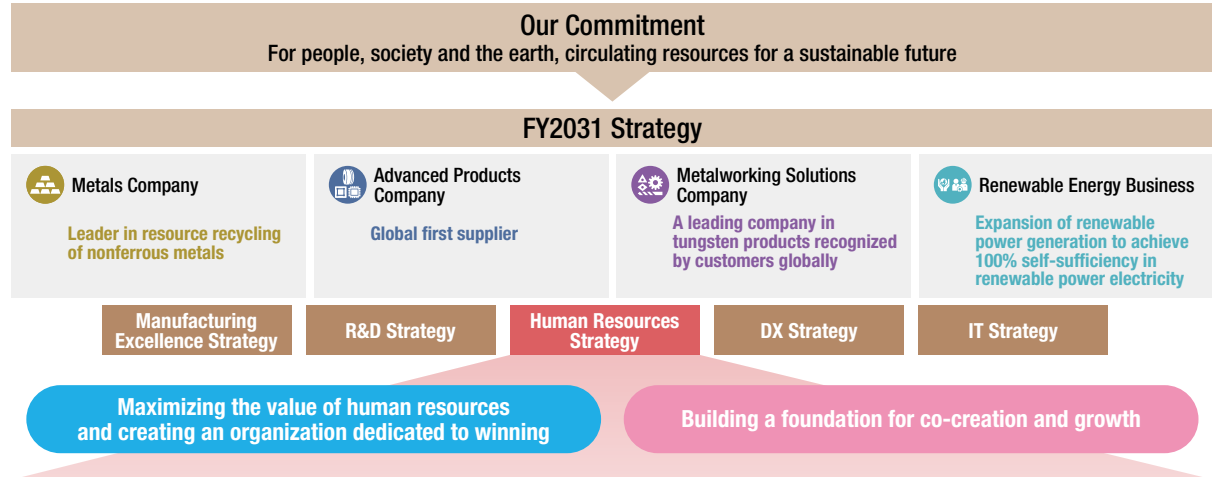 Our Commitment
For people, society and the earth, circulating resources for a sustainable future
FY2031 Strategy
Metals Company
Leader in resource recycling
of nonferrous metals
Advanced Products
Company
Global first supplier
Metalworking Solutions
Company
A leading company in
tungsten products recognized
by customers globally
Renewable Energy Business
Expansion of renewable
power generation to achieve
100% self-sufficiency in
renewable power electricity
Manufacturing
Excellence Strategy
R&D Strategy
Human Resources
Strategy
DX Strategy
IT Strategy
Maximizing the value of human resources
and creating an organization dedicated to winning
Building a foundation for co-creation and growth